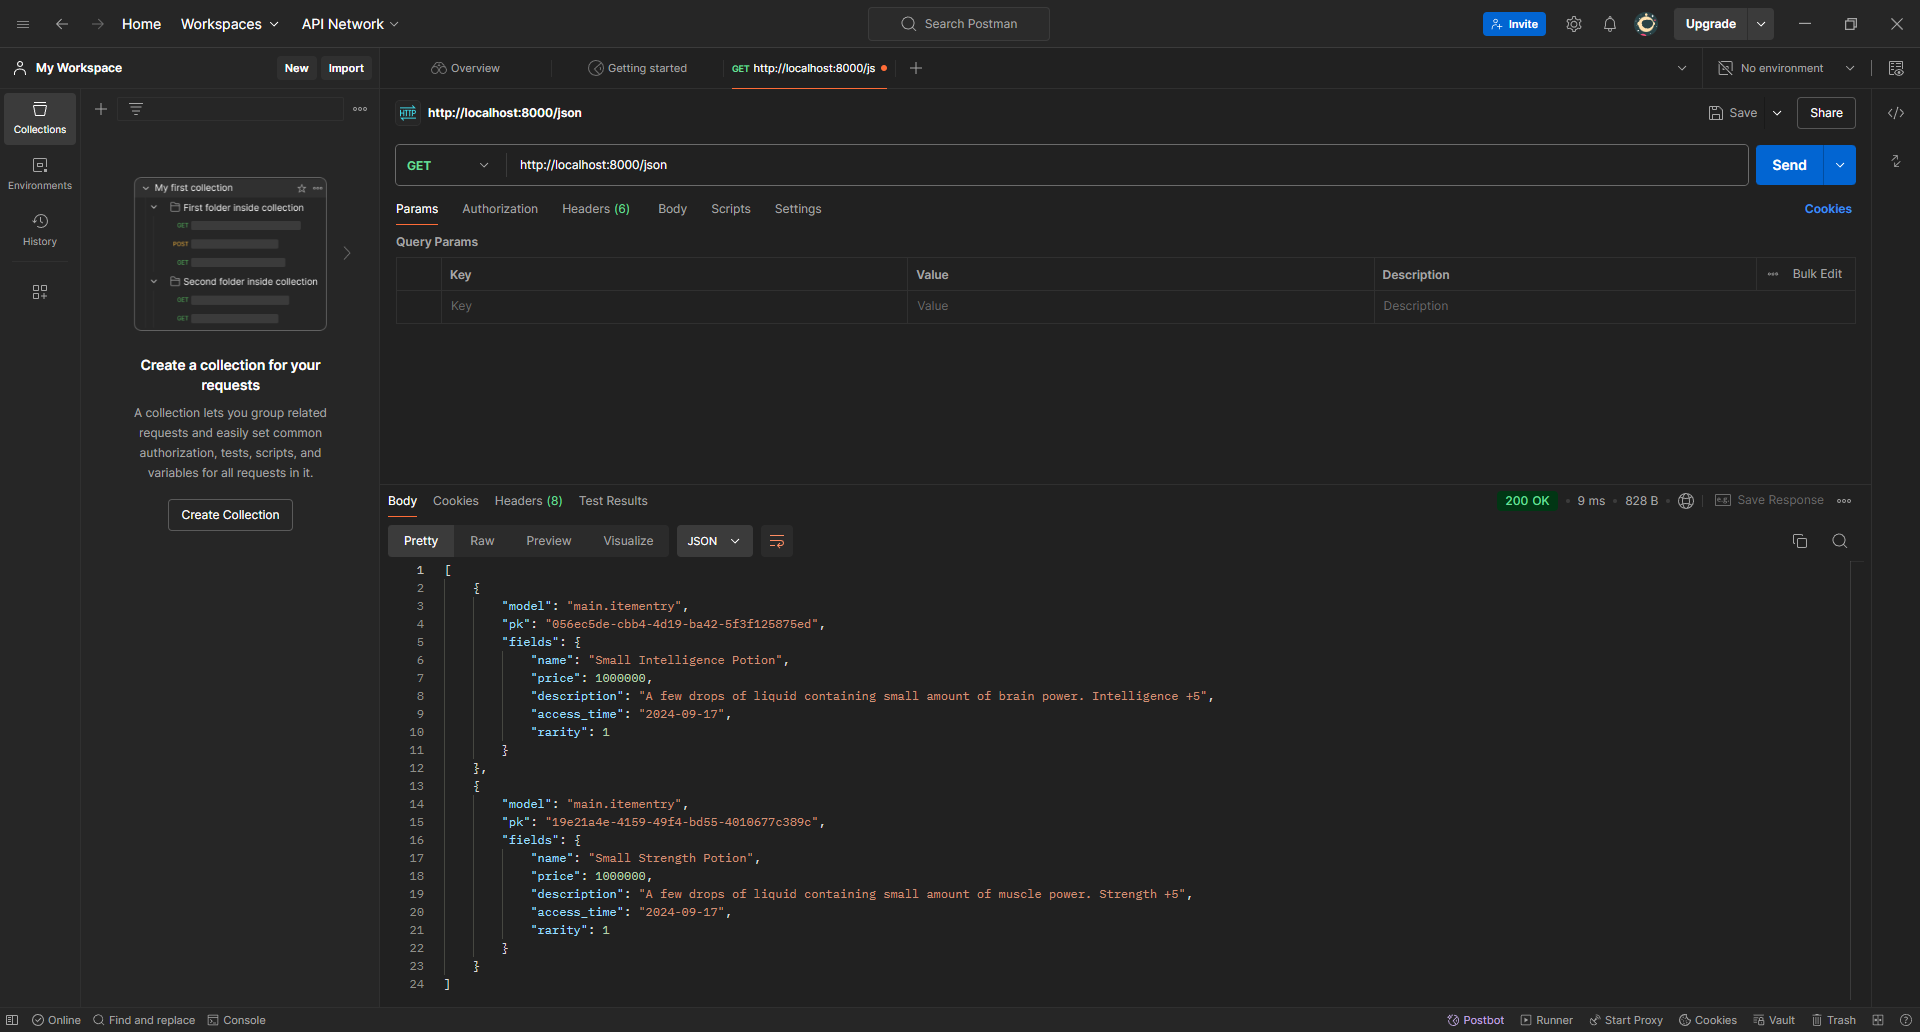 Home Workspaces API Network Search Postman Invite Upgrade
My Workspace New Import Overview Getting started GET http://localhost:8000/js No environment
Collections
Environments
History
My first collection
First folder inside collection
GET
POST
GET
Second folder inside collection
GET
GET
Create a collection for your
requests
A collection lets you group related
requests and easily set common
authorization, tests, scripts, and
variables for all requests in it.
Create Collection
HTTP http://localhost:8000/json Save Share
GET http://localhost:8000/json Send
Params Authorization Headers (6) Body Scripts Settings Cookies
Query Params
Key Value Description Bulk Edit
Key Value Description
Body Cookies Headers (8) Test Results 200 OK 9 ms 828 B e.g. Save Response
Pretty Raw Preview Visualize JSON
1 [
2 {
3 "model": "main.itementry",
4 "pk": "056ec5de-cbb4-4d19-ba42-5f3f125875ed",
5 "fields": {
6 "name": "Small Intelligence Potion",
7 "price": 1000000,
8 "description": "A few drops of liquid containing small amount of brain power. Intelligence +5",
9 "access_time": "2024-09-17",
10 "rarity": 1
11 }
12 },
13 {
14 "model": "main.itementry",
15 "pk": "19e21a4e-4159-49f4-bd55-4010677c389c",
16 "fields": {
17 "name": "Small Strength Potion",
18 "price": 1000000,
19 "description": "A few drops of liquid containing small amount of muscle power. Strength +5",
20 "access_time": "2024-09-17",
21 "rarity": 1
22 }
23 }
24 ]
Online Find and replace Console Postbot Runner Start Proxy Cookies Vault Trash